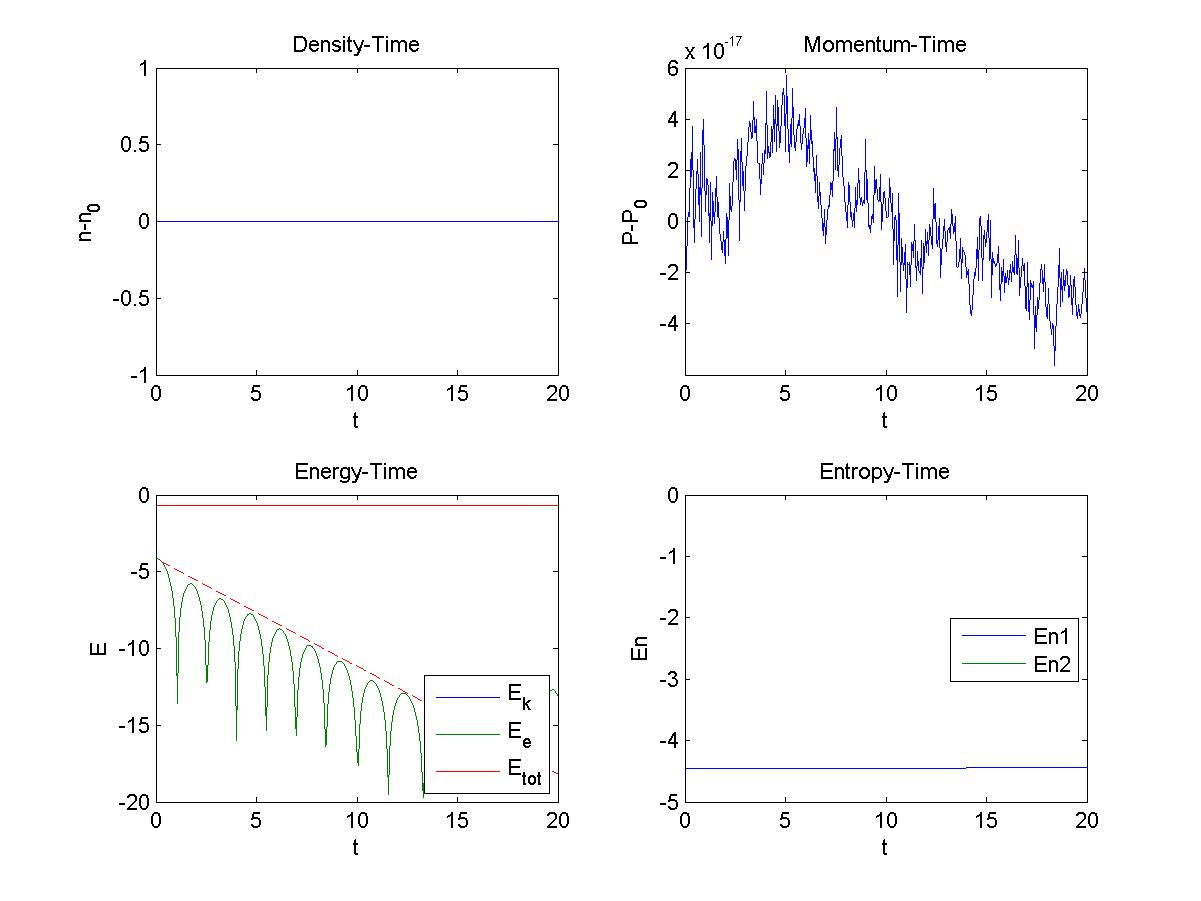 Density-Time
1
0.5
0
-0.5
-1
n-n0
0 5 10 15 20
t
Momentum-Time
x 10-17
6
4
2
0
-2
-4
P-P0
0 5 10 15 20
t
Energy-Time
0
-5
-10
-15
-20
E
Ek
Ee
Etot
0 5 10 15 20
t
Entropy-Time
0
-1
-2
-3
-4
-5
En
En1
En2
0 5 10 15 20
t